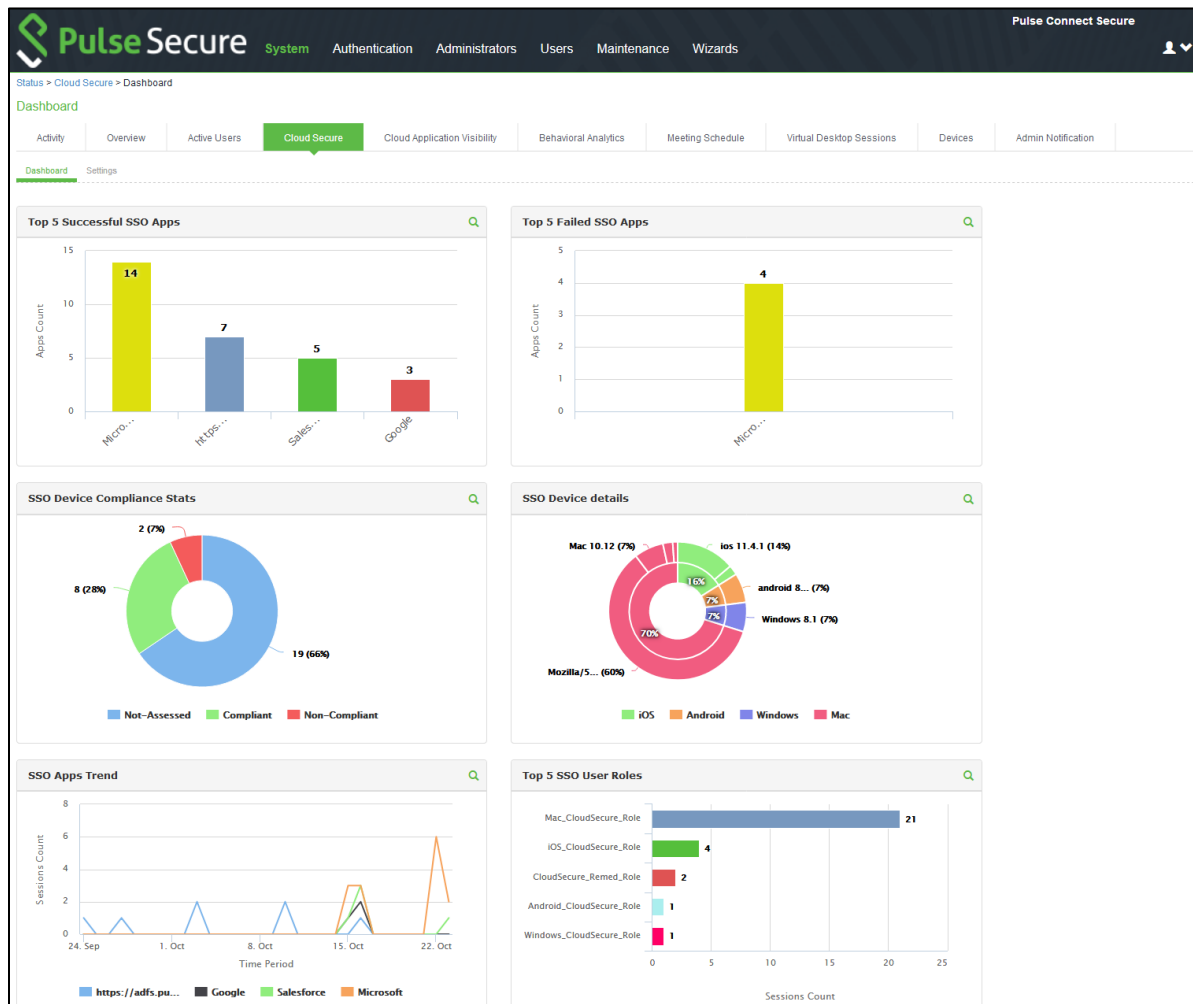 Pulse Secure
Pulse Connect Secure
System Authentication Administrators Users Maintenance Wizards
Status > Cloud Secure > Dashboard
Dashboard
Activity Overview Active Users Cloud Secure Cloud Application Visibility Behavioral Analytics Meeting Schedule Virtual Desktop Sessions Devices Admin Notification
Dashboard Settings
Top 5 Successful SSO Apps
15
10
5
0
Apps Count
14
7
5
3
Micro...
https...
Sales...
Google
Top 5 Failed SSO Apps
5
4
3
2
1
0
Apps Count
4
Micro...
SSO Device Compliance Stats
2 (7%)
8 (28%)
19 (66%)
Not-Assessed Compliant Non-Compliant
SSO Device details
Mac 10.12 (7%)
ios 11.4.1 (14%)
android 8... (7%)
Windows 8.1 (7%)
Mozilla/5... (60%)
16%
7%
7%
70%
iOS Android Windows Mac
SSO Apps Trend
8
6
4
2
0
Sessions Count
24. Sep 1. Oct 8. Oct 15. Oct 22. Oct
Time Period
https://adfs.pu... Google Salesforce Microsoft
Top 5 SSO User Roles
Mac_CloudSecure_Role 21
iOS_CloudSecure_Role 4
CloudSecure_Remed_Role 2
Android_CloudSecure_Role 1
Windows_CloudSecure_Role 1
0 5 10 15 20 25
Sessions Count